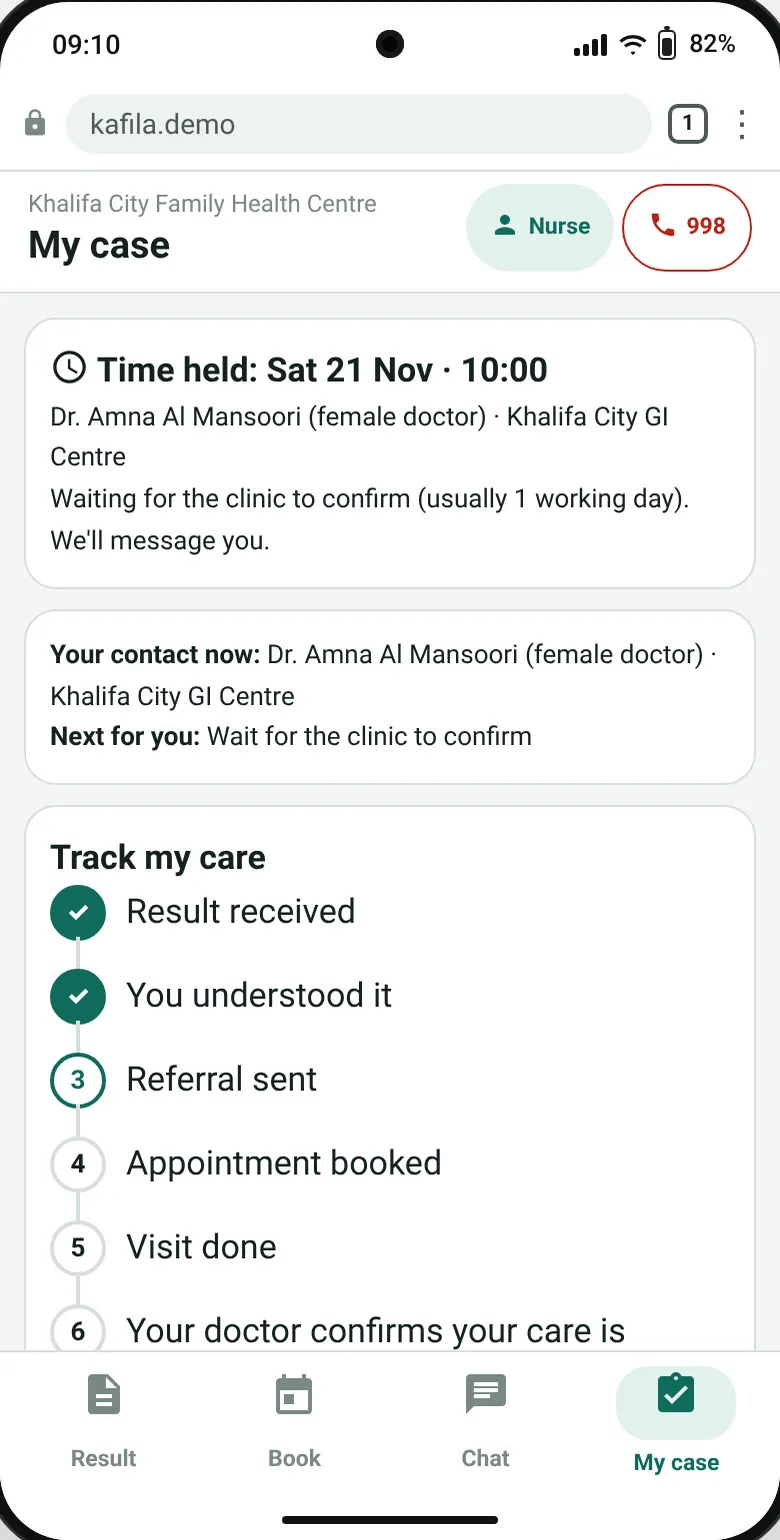 09:10
82%
kafila.demo
1
Khalifa City Family Health Centre
My case
Nurse
998
Time held: Sat 21 Nov · 10:00
Dr. Amna Al Mansoori (female doctor) · Khalifa City GI
Centre
Waiting for the clinic to confirm (usually 1 working day).
We'll message you.
Your contact now: Dr. Amna Al Mansoori (female doctor) ·
Khalifa City GI Centre
Next for you: Wait for the clinic to confirm
Track my care
Result received
You understood it
3 Referral sent
4 Appointment booked
5 Visit done
6 Your doctor confirms your care is
Result
Book
Chat
My case